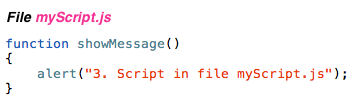 File myScript.js
function showMessage()
{
    alert("3. Script in file myScript.js");
}